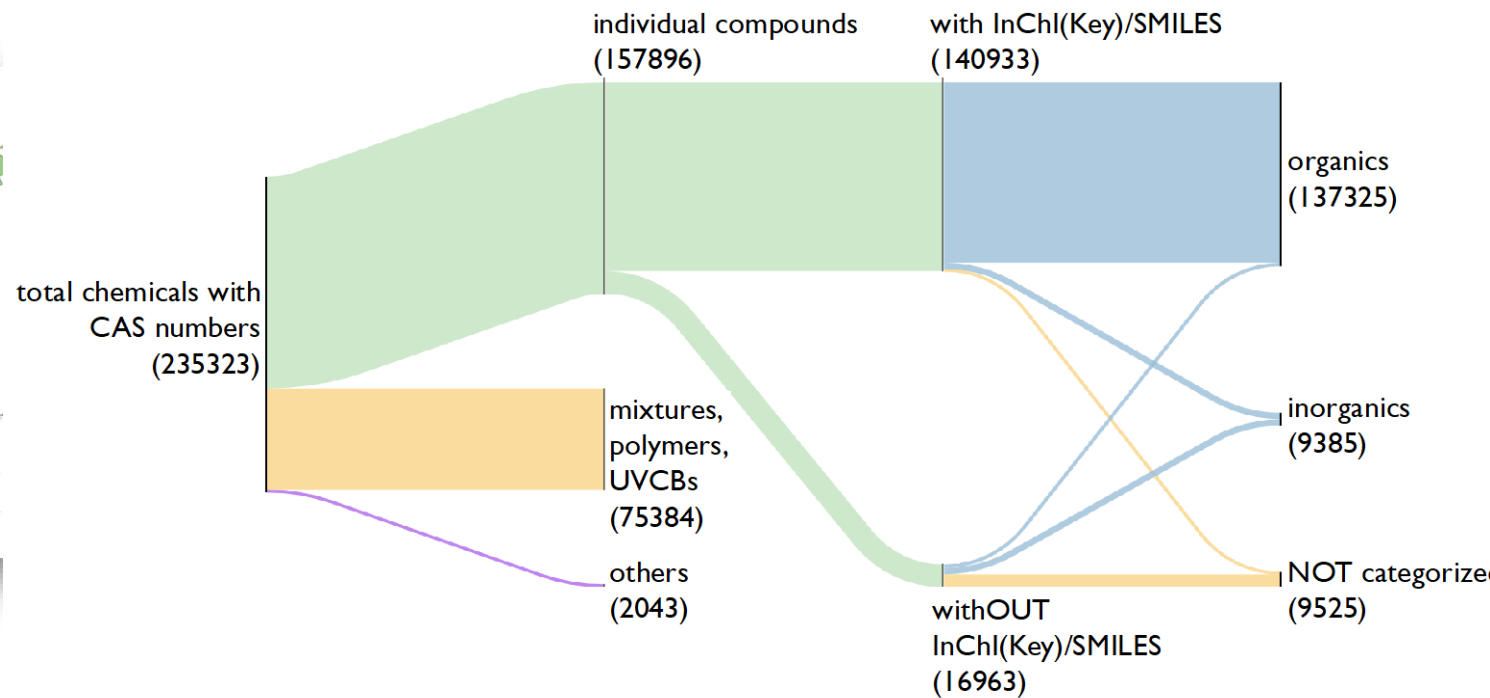 individual compounds
(157896)
with InChI(Key)/SMILES
(140933)
organics
(137325)
total chemicals with
CAS numbers
(235323)
mixtures,
polymers,
UVCBs
(75384)
inorganics
(9385)
others
(2043)
NOT categorized
(9525)
withOUT
InChI(Key)/SMILES
(16963)